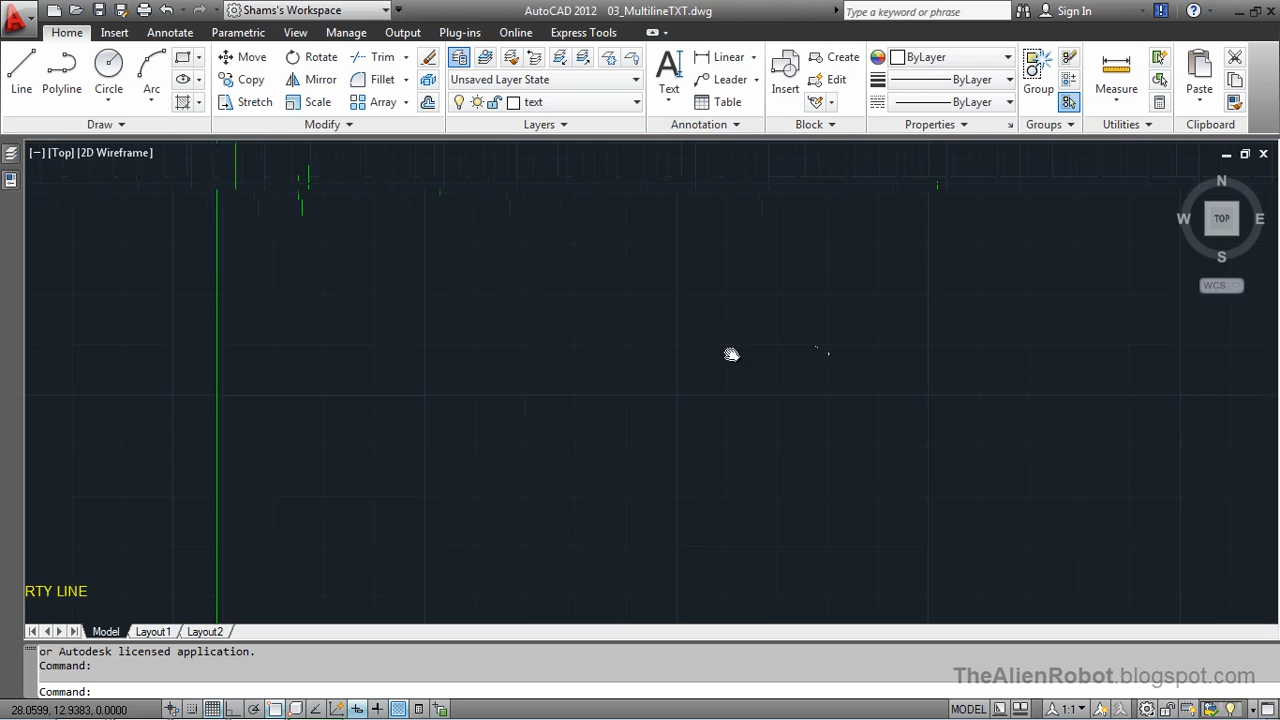 Shams's Workspace
AutoCAD 2012 03_MultilineTXT.dwg
Type a keyword or phrase
Sign In
Home Insert Annotate Parametric View Manage Output Plug-ins Online Express Tools
Line Polyline Circle Arc
Move Rotate Trim
Copy Mirror Fillet
Stretch Scale Array
Unsaved Layer State
text
Text Linear
Leader
Table
Insert Create
Edit
ByLayer
ByLayer
ByLayer
Group Measure Paste
Draw Modify Layers Annotation Block Properties Groups Utilities Clipboard
[−] [Top] [2D Wireframe]
N
W TOP E
S
WCS
RTY LINE
Model Layout1 Layout2
or Autodesk licensed application.
Command:
Command:
TheAlienRobot.blogspot.com
28.0599, 12.9383, 0.0000
MODEL 1:1